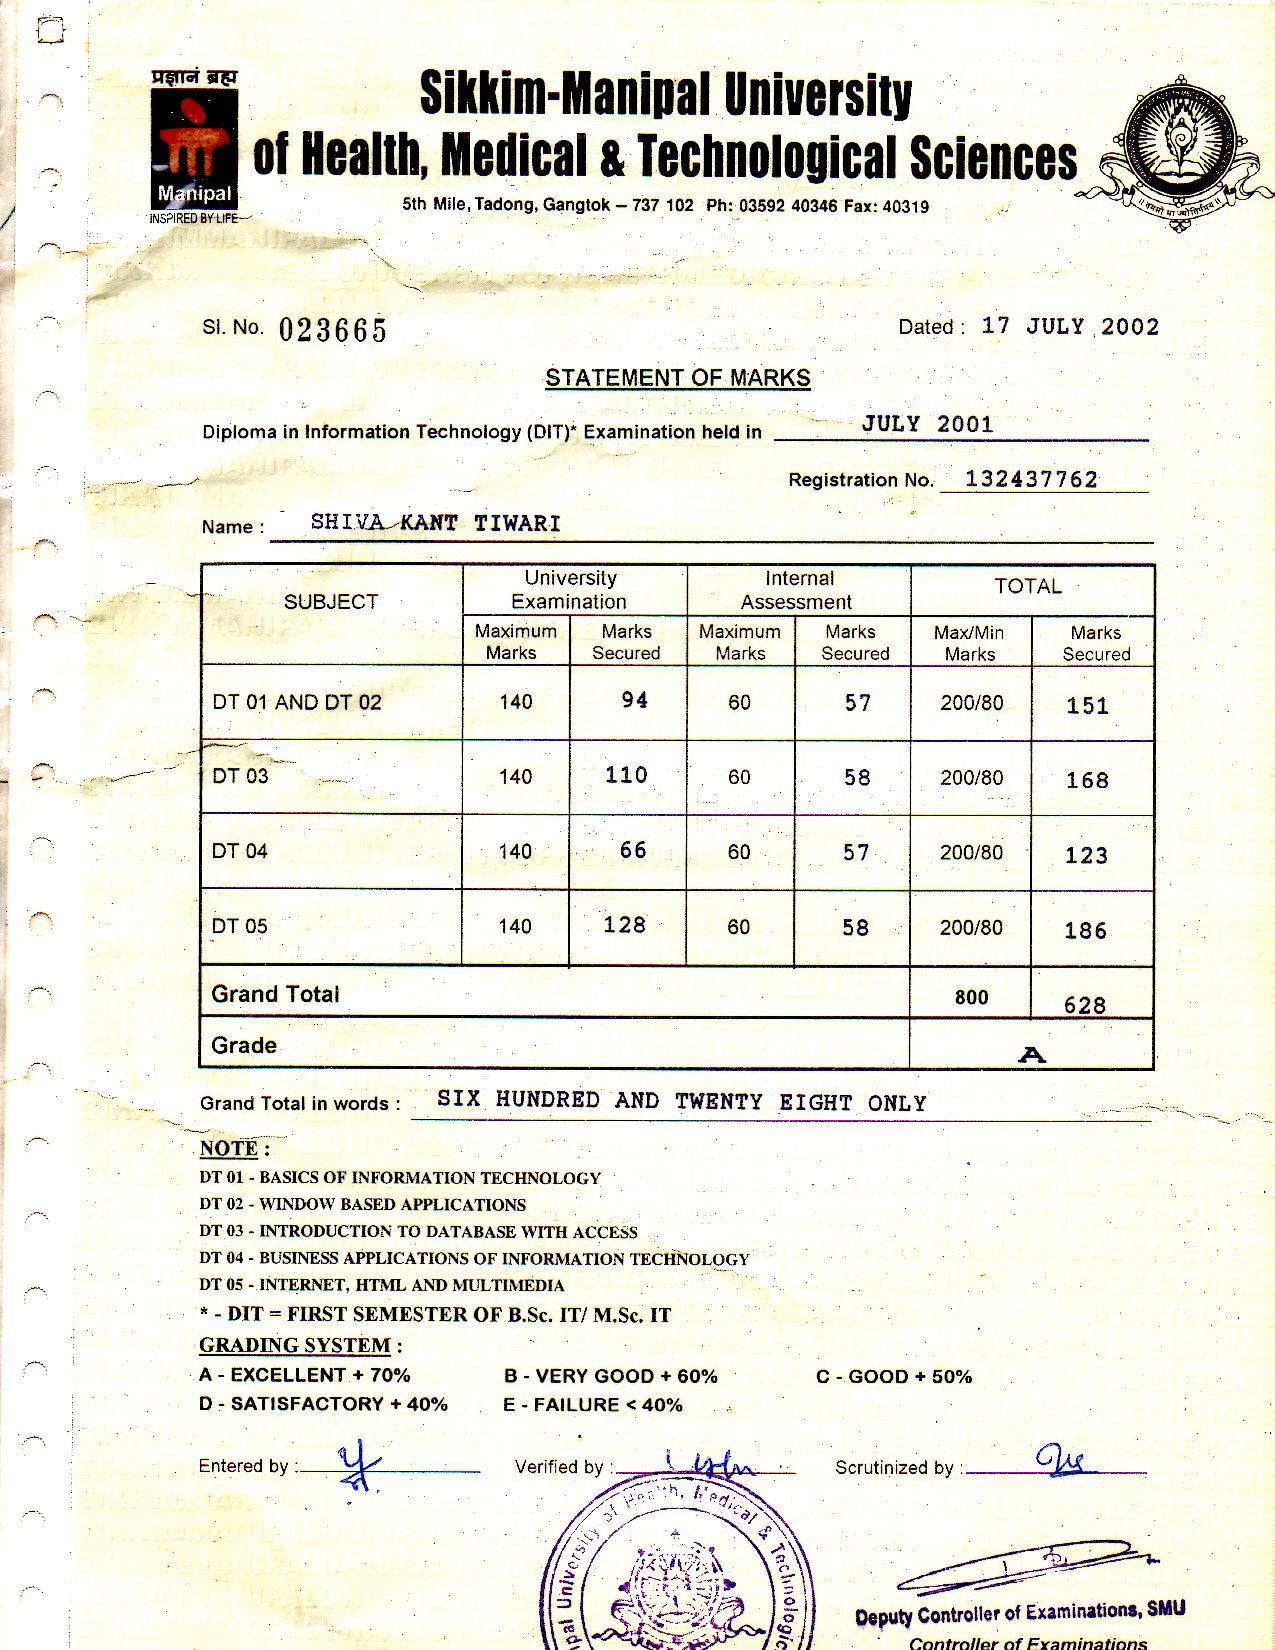 प्रज्ञानं ब्रह्म
Manipal
INSPIRED BY LIFE
Sikkim-Manipal University
of Health, Medical & Technological Sciences
5th Mile, Tadong, Gangtok – 737 102 Ph: 03592 40346 Fax: 40319
॥ तमसो मा ज्योतिर्गमय ॥
Sl. No. 023665
Dated : 17 JULY 2002
STATEMENT OF MARKS
Diploma in Information Technology (DIT)* Examination held in JULY 2001
Registration No. 132437762
Name : SHIVA KANT TIWARI
SUBJECT University Examination Internal Assessment TOTAL
Maximum Marks Marks Secured Maximum Marks Marks Secured Max/Min Marks Marks Secured
DT 01 AND DT 02 140 94 60 57 200/80 151
DT 03 140 110 60 58 200/80 168
DT 04 140 66 60 57 200/80 123
DT 05 140 128 60 58 200/80 186
Grand Total 800 628
Grade A
Grand Total in words : SIX HUNDRED AND TWENTY EIGHT ONLY
NOTE :
DT 01 - BASICS OF INFORMATION TECHNOLOGY
DT 02 - WINDOW BASED APPLICATIONS
DT 03 - INTRODUCTION TO DATABASE WITH ACCESS
DT 04 - BUSINESS APPLICATIONS OF INFORMATION TECHNOLOGY
DT 05 - INTERNET, HTML AND MULTIMEDIA
* - DIT = FIRST SEMESTER OF B.Sc. IT/ M.Sc. IT
GRADING SYSTEM :
A - EXCELLENT + 70% B - VERY GOOD + 60% C - GOOD + 50%
D - SATISFACTORY + 40% E - FAILURE < 40%
Entered by : Verified by : Scrutinized by :
University of Health, Medical & Technologic
Deputy Controller of Examinations, SMU
Controller of Examinations